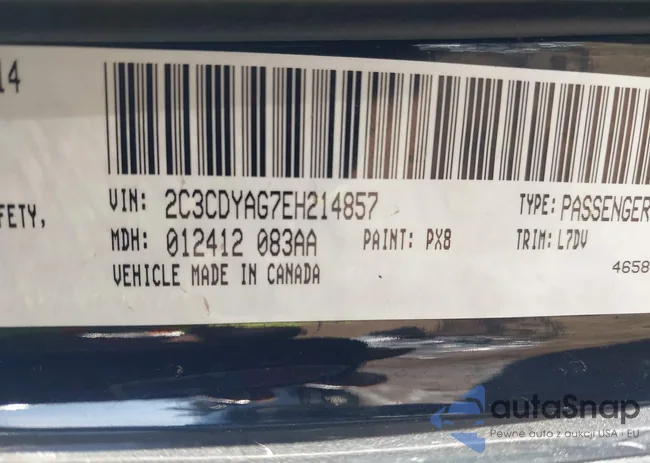 14
FETY,
VIN: 2C3CDYAG7EH214857
TYPE: PASSENGER
MDH: 012412 083AA
PAINT: PX8
TRIM: L7DV
VEHICLE MADE IN CANADA
4658
autaSnap
Pewne auta z aukcji USA i EU